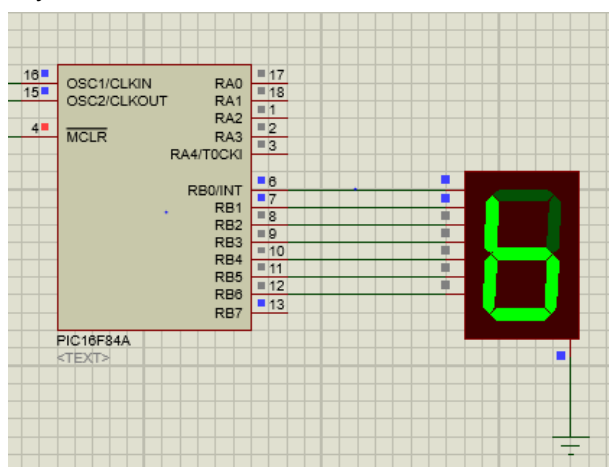 16 OSC1/CLKIN RA0 17
15 OSC2/CLKOUT RA1 18
RA2 1
4 MCLR RA3 2
RA4/T0CKI 3
RB0/INT 6
RB1 7
RB2 8
RB3 9
RB4 10
RB5 11
RB6 12
RB7 13
PIC16F84A
<TEXT>